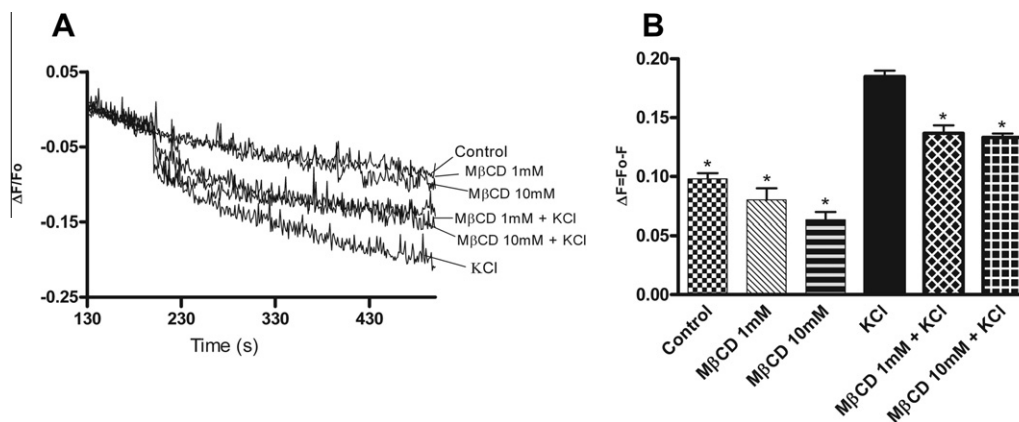 A
0.05
-0.05
-0.15
-0.25
ΔF/Fo
130
230
330
430
Time (s)
Control
MβCD 1mM
MβCD 10mM
MβCD 1mM + KCl
MβCD 10mM + KCl
KCl
B
0.20
0.15
0.10
0.05
0.00
ΔF=Fo-F
*
*
*
*
*
Control
MβCD 1mM
MβCD 10mM
KCl
MβCD 1mM + KCl
MβCD 10mM + KCl